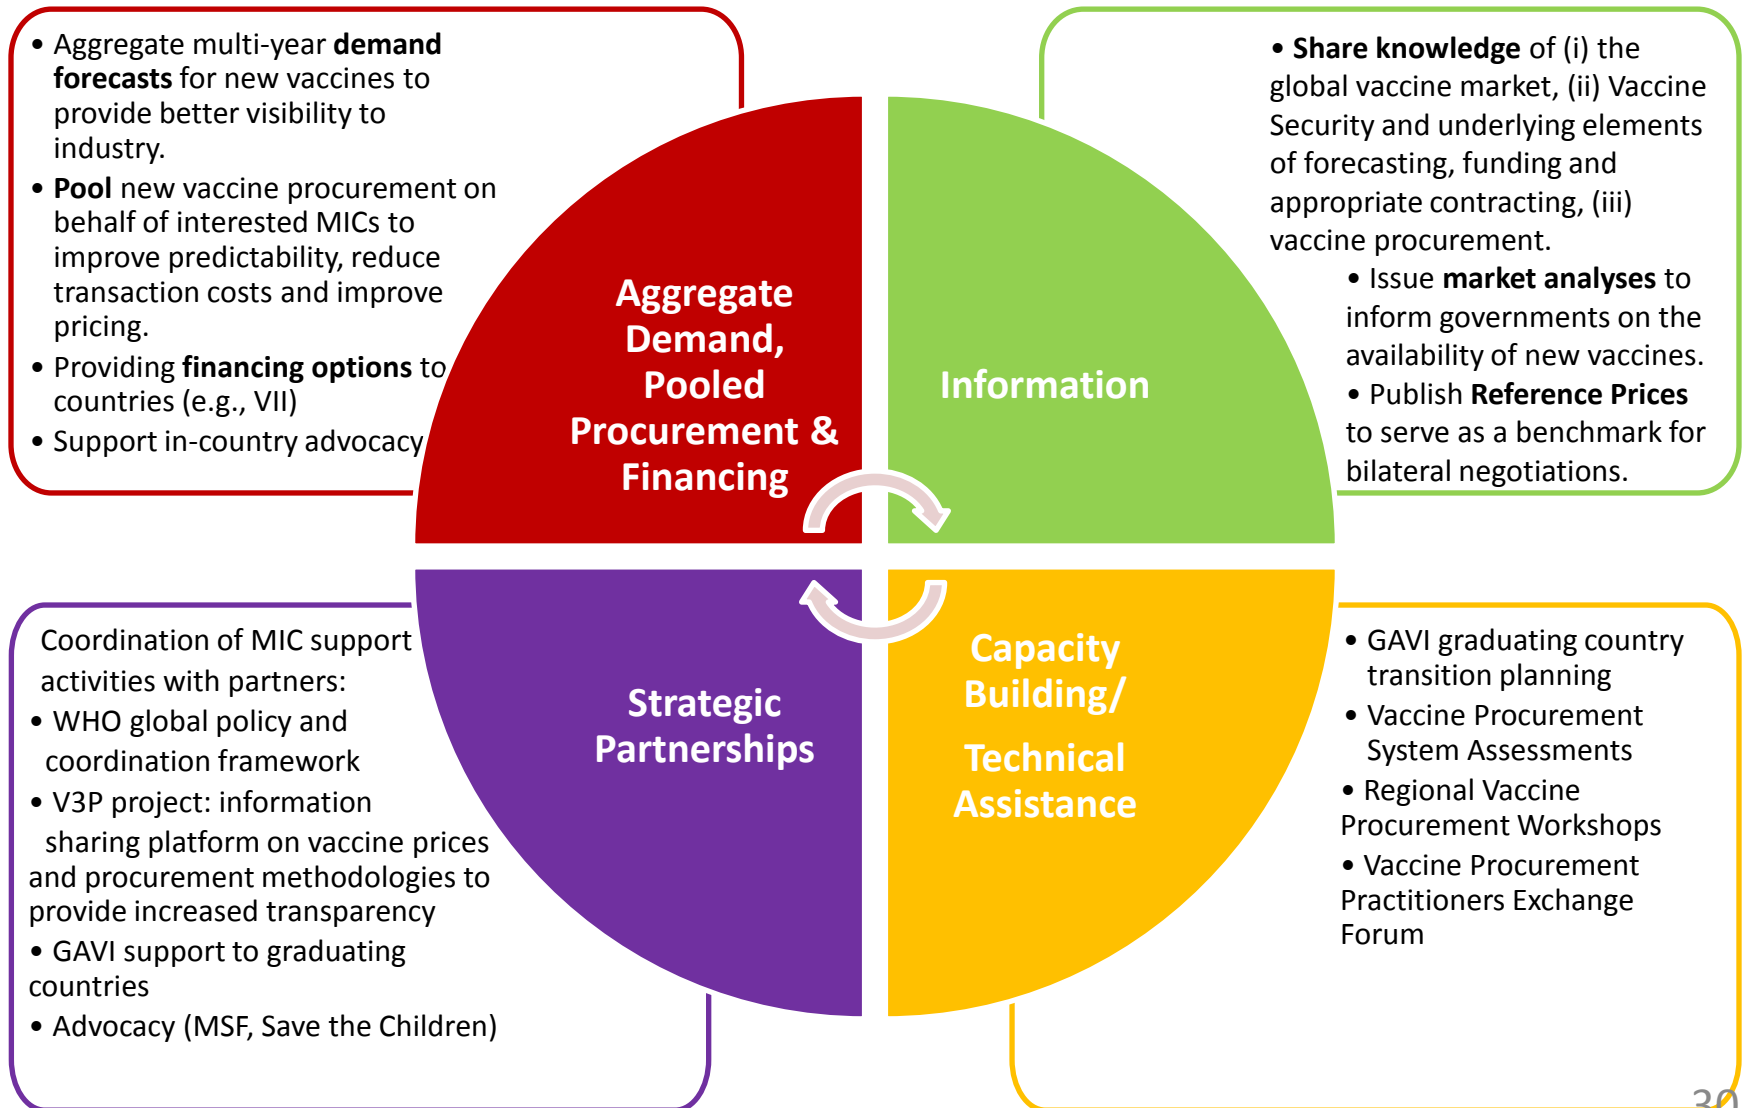 • Aggregate multi-year demand
forecasts for new vaccines to
provide better visibility to
industry.
• Pool new vaccine procurement on
behalf of interested MICs to
improve predictability, reduce
transaction costs and improve
pricing.
• Providing financing options to
countries (e.g., VII)
• Support in-country advocacy
Aggregate
Demand,
Pooled
Procurement &
Financing
Information
• Share knowledge of (i) the
global vaccine market, (ii) Vaccine
Security and underlying elements
of forecasting, funding and
appropriate contracting, (iii)
vaccine procurement.
• Issue market analyses to
inform governments on the
availability of new vaccines.
• Publish Reference Prices
to serve as a benchmark for
bilateral negotiations.
Coordination of MIC support
activities with partners:
• WHO global policy and
coordination framework
• V3P project: information
sharing platform on vaccine prices
and procurement methodologies to
provide increased transparency
• GAVI support to graduating
countries
• Advocacy (MSF, Save the Children)
Strategic
Partnerships
Capacity
Building/
Technical
Assistance
• GAVI graduating country
transition planning
• Vaccine Procurement
System Assessments
• Regional Vaccine
Procurement Workshops
• Vaccine Procurement
Practitioners Exchange
Forum
30